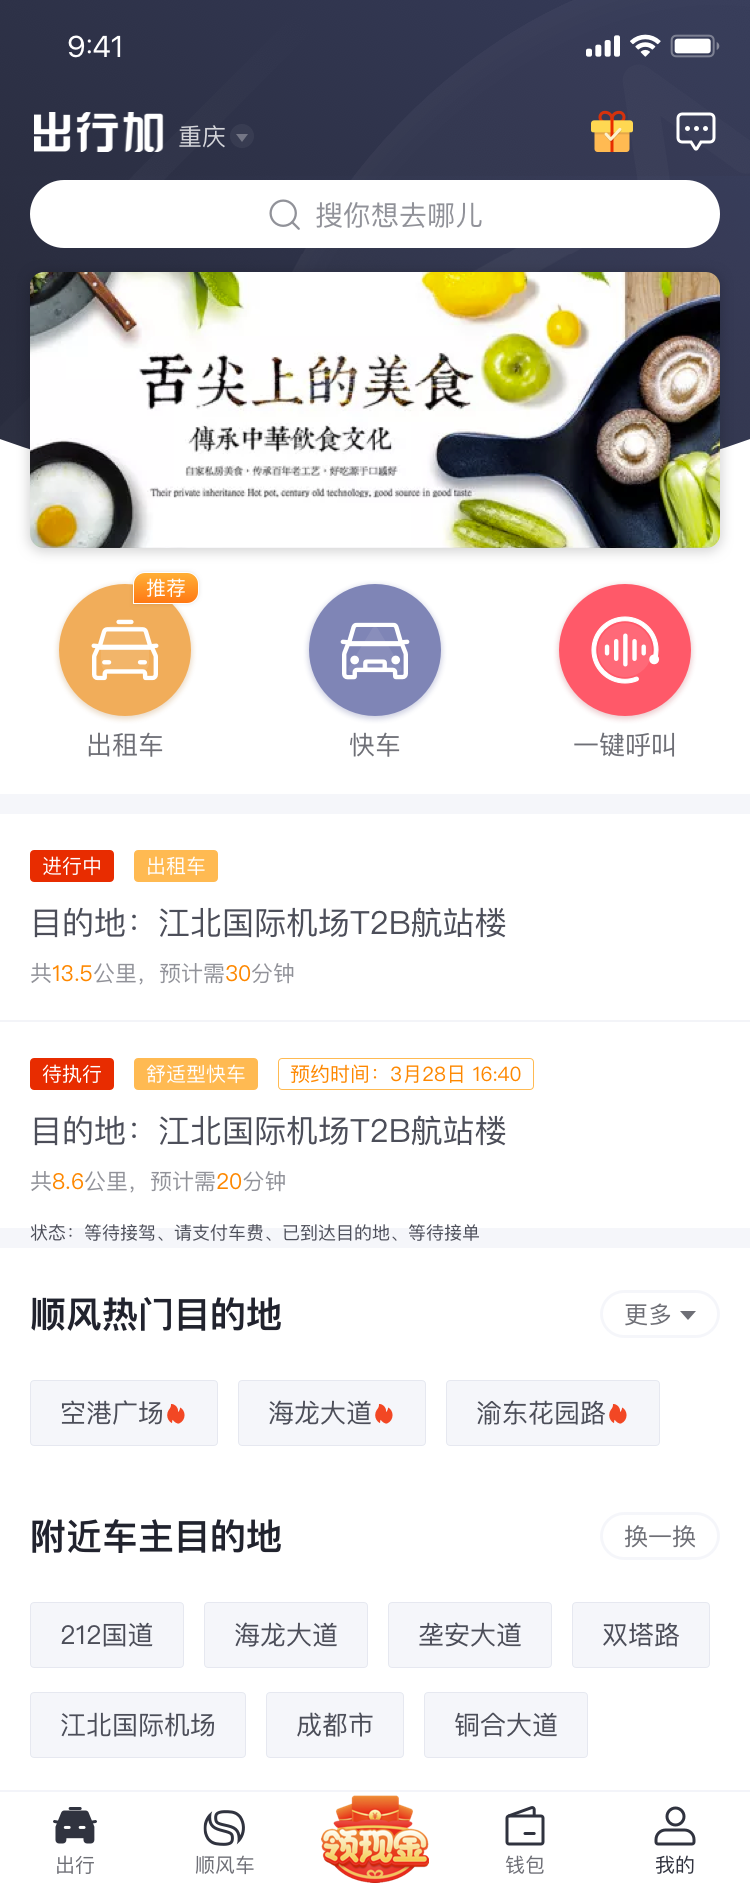 9:41
出行加 重庆
搜你想去哪儿
舌尖上的美食
傳承中華飲食文化
自家私房美食，传承百年老工艺，好吃源于口感好
Their private inheritance Hot pot, century old technology, good source in good taste
推荐
出租车 快车 一键呼叫
进行中 出租车
目的地：江北国际机场T2B航站楼
共13.5公里，预计需30分钟
待执行 舒适型快车 预约时间：3月28日 16:40
目的地：江北国际机场T2B航站楼
共8.6公里，预计需20分钟
状态：等待接驾、请支付车费、已到达目的地、等待接单
顺风热门目的地 更多
空港广场 海龙大道 渝东花园路
附近车主目的地 换一换
212国道 海龙大道 垄安大道 双塔路
江北国际机场 成都市 铜合大道
领现金
出行 顺风车 钱包 我的